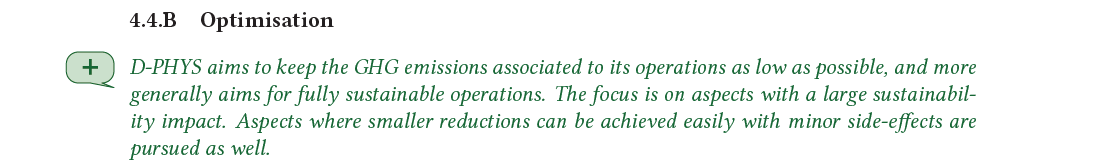 4.4.B Optimisation
+ D-PHYS aims to keep the GHG emissions associated to its operations as low as possible, and more
generally aims for fully sustainable operations. The focus is on aspects with a large sustainabil-
ity impact. Aspects where smaller reductions can be achieved easily with minor side-effects are
pursued as well.